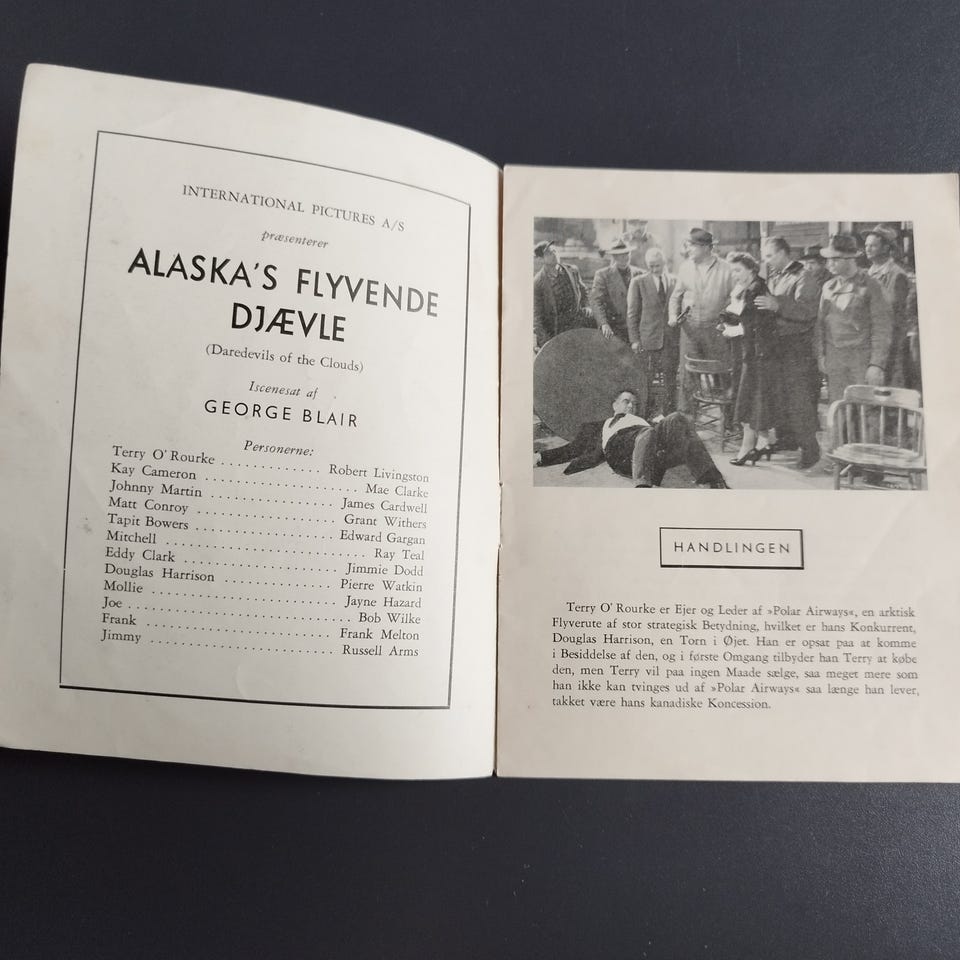 INTERNATIONAL PICTURES A/S
præsenterer
ALASKA'S FLYVENDE
DJÆVLE
(Daredevils of the Clouds)
Iscenesat af
GEORGE BLAIR
Personerne:
Terry O' Rourke . . . . . . . . . . . . . Robert Livingston
Kay Cameron . . . . . . . . . . . . . . . . . . . Mae Clarke
Johnny Martin . . . . . . . . . . . . . . . . James Cardwell
Matt Conroy . . . . . . . . . . . . . . . . . Grant Withers
Tapit Bowers . . . . . . . . . . . . . . . . . Edward Gargan
Mitchell . . . . . . . . . . . . . . . . . . . . . . . . Ray Teal
Eddy Clark . . . . . . . . . . . . . . . . . . . Jimmie Dodd
Douglas Harrison . . . . . . . . . . . . . Pierre Watkin
Mollie . . . . . . . . . . . . . . . . . . . . . . Jayne Hazard
Joe . . . . . . . . . . . . . . . . . . . . . . . . . . Bob Wilke
Frank . . . . . . . . . . . . . . . . . . . . . Frank Melton
Jimmy . . . . . . . . . . . . . . . . . . . . . Russell Arms
HANDLINGEN
Terry O' Rourke er Ejer og Leder af »Polar Airways«, en arktisk
Flyverute af stor strategisk Betydning, hvilket er hans Konkurrent,
Douglas Harrison, en Torn i Øjet. Han er opsat paa at komme
i Besiddelse af den, og i første Omgang tilbyder han Terry at købe
den, men Terry vil paa ingen Maade sælge, saa meget mere som
han ikke kan tvinges ud af »Polar Airways« saa længe han lever,
takket være hans kanadiske Koncession.